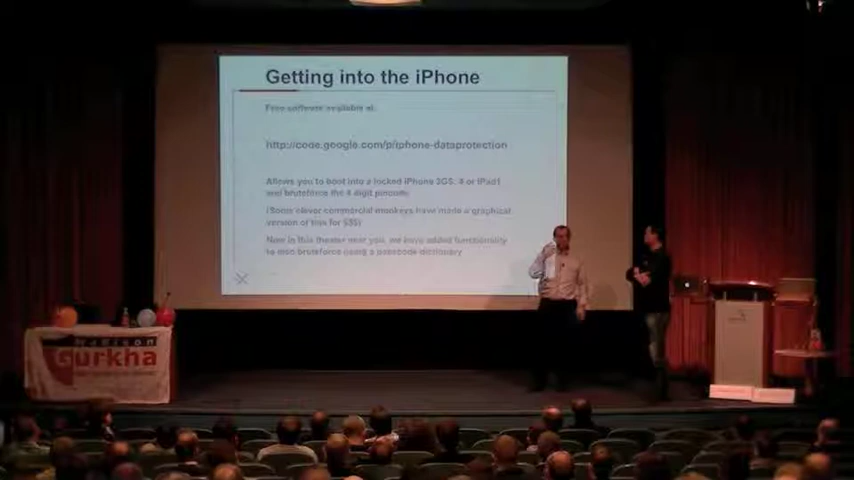 Getting into the iPhone
Free software available at:
http://code.google.com/p/iphone-dataprotection
Allows you to boot into a locked iPhone 3GS, 4 or iPad1
and bruteforce the 4 digit pincode
(Some clever commercial monkeys have made a graphical
version of this for $$$)
Now in this theater near you, we have added functionality
to also bruteforce using a passcode dictionary
Madison
Gurkha